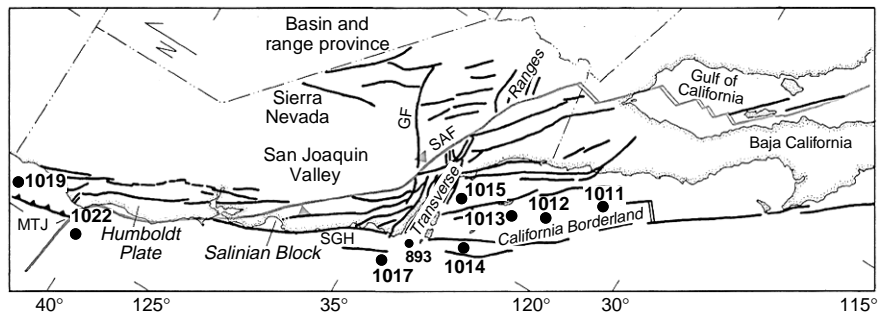 Basin and
range province
N
Sierra
Nevada
GF
Ranges
Gulf of
California
SAF
San Joaquin
Valley
Baja California
1019
1015
Transverse
1013
1012
1011
1022
MTJ
Humboldt
Plate
Salinian Block
SGH
893
California Borderland
1017
1014
40°
125°
35°
120°
30°
115°